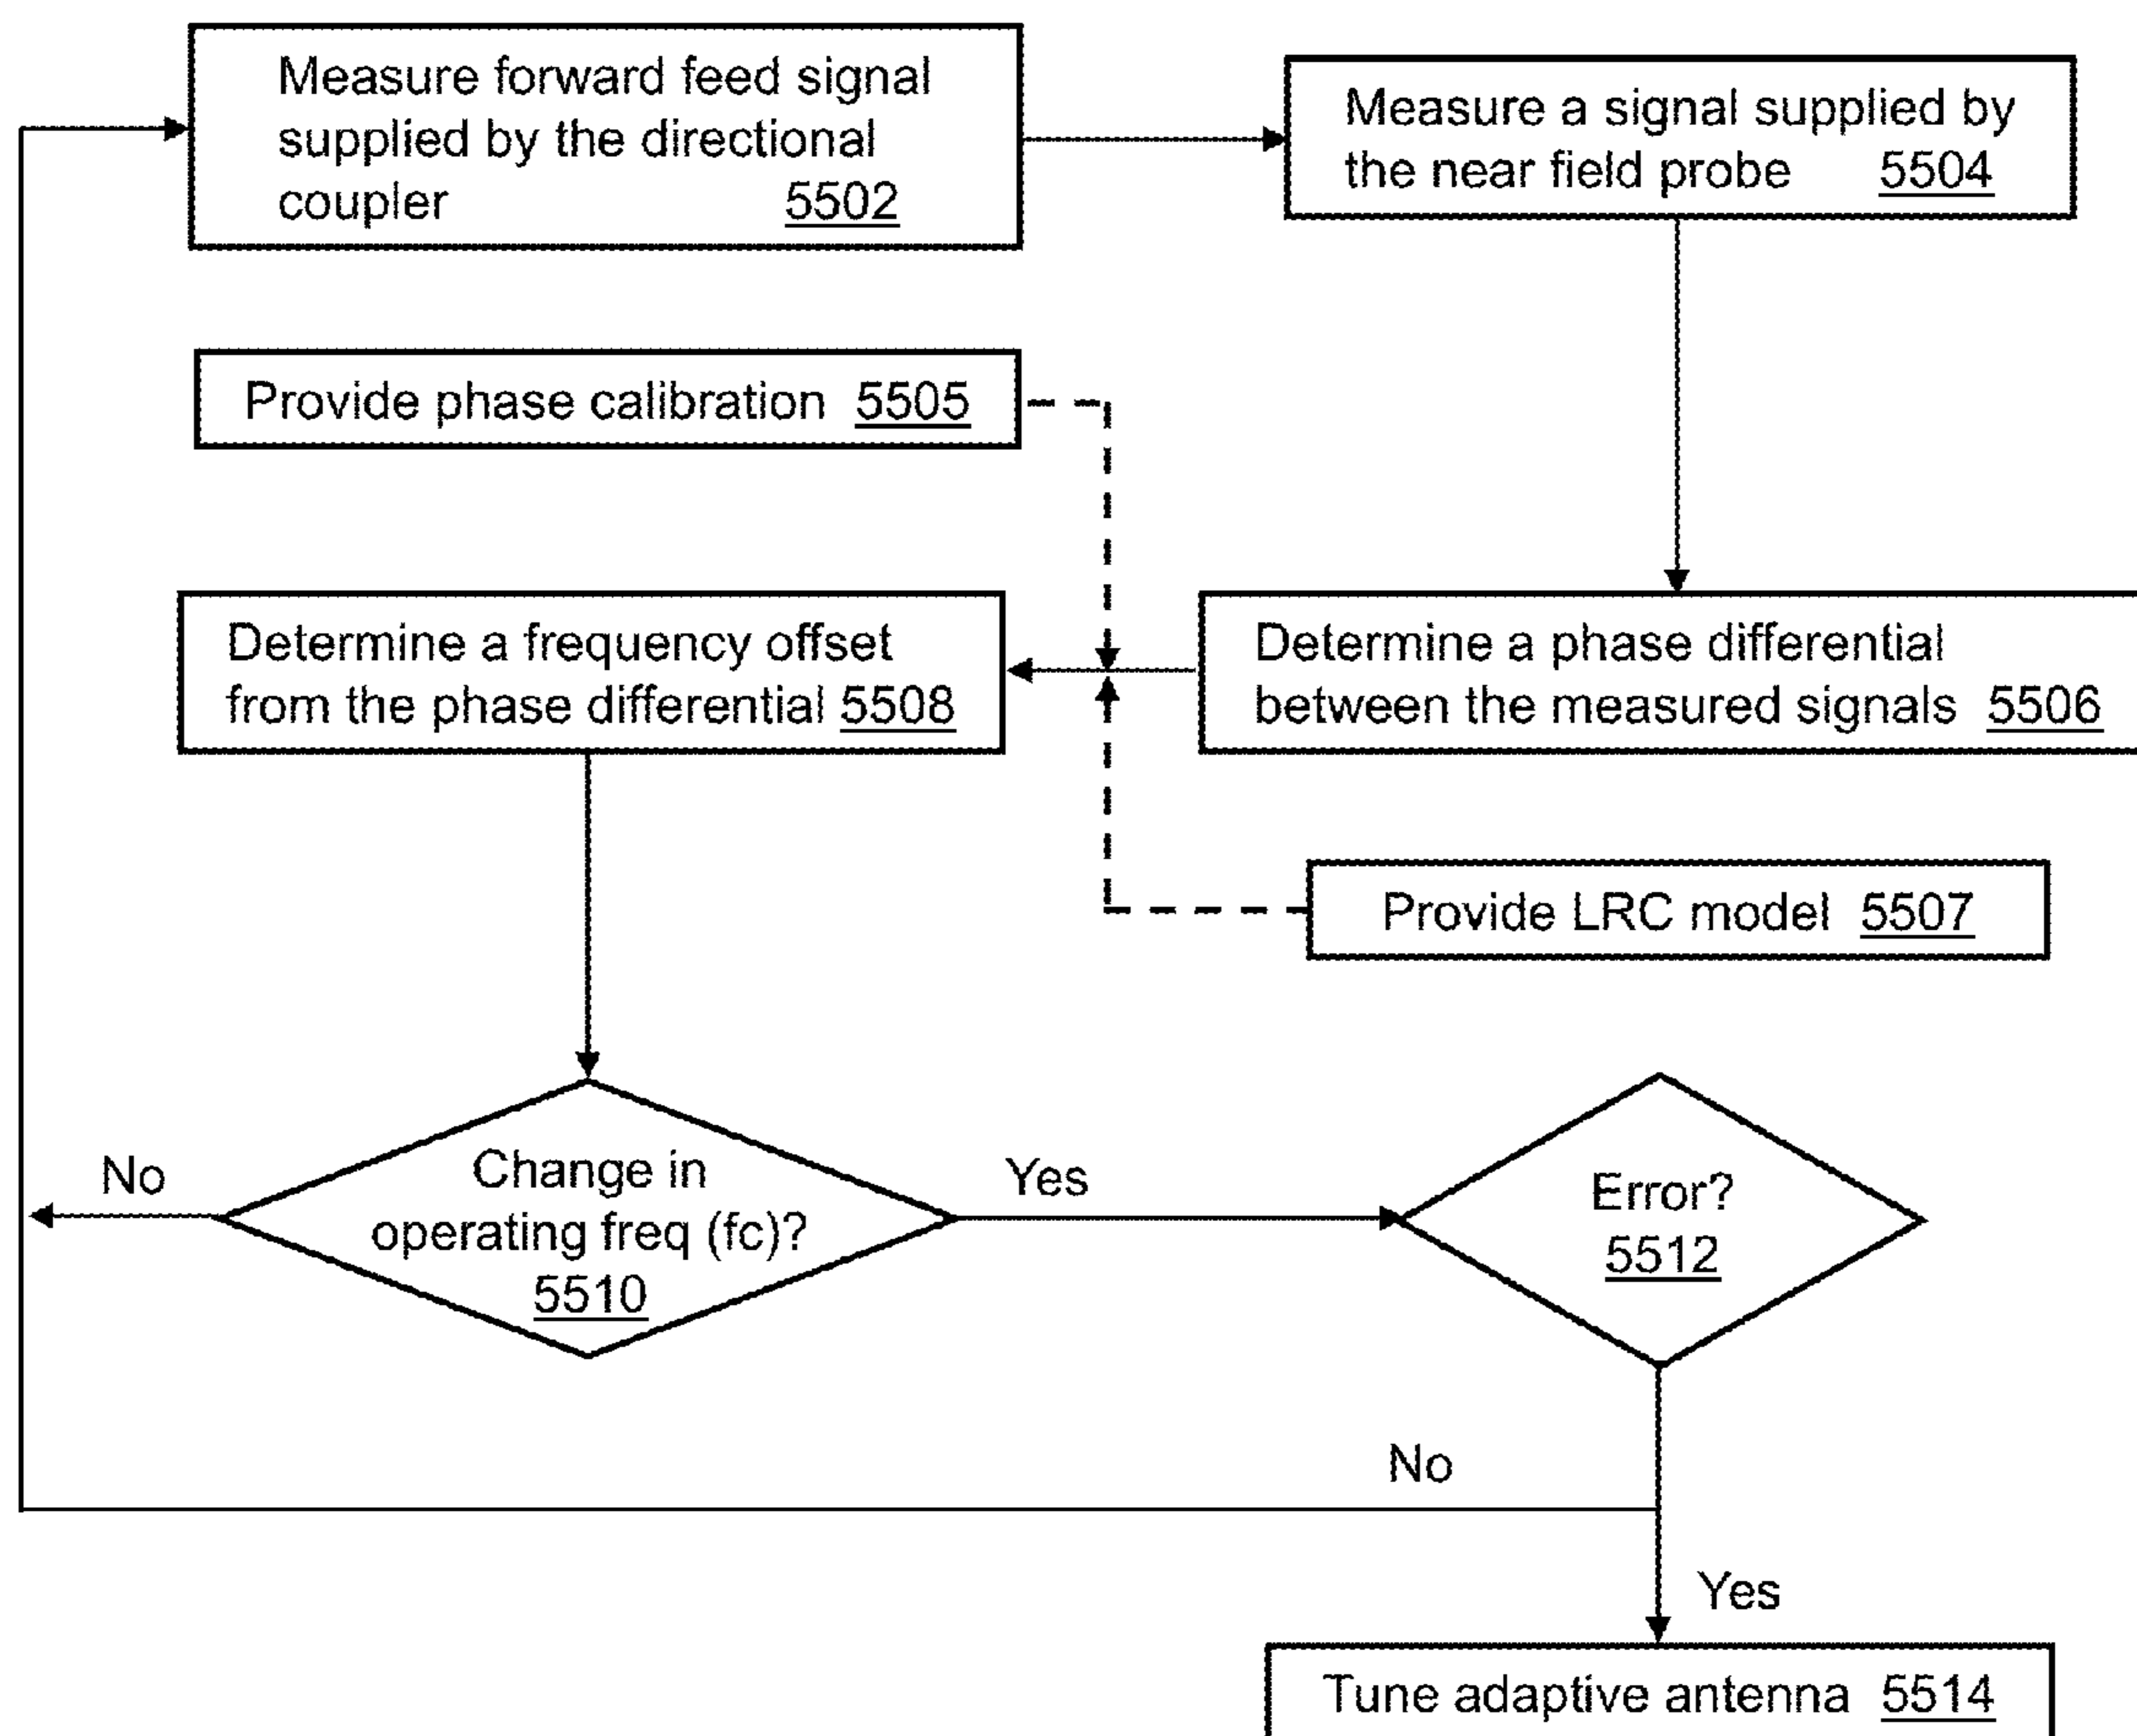 Measure forward feed signal
supplied by the directional
coupler 5502
Measure a signal supplied by
the near field probe 5504
Provide phase calibration 5505
Determine a frequency offset
from the phase differential 5508
Determine a phase differential
between the measured signals 5506
Provide LRC model 5507
No
Change in
operating freq (fc)?
5510
Yes
Error?
5512
No
Yes
Tune adaptive antenna 5514